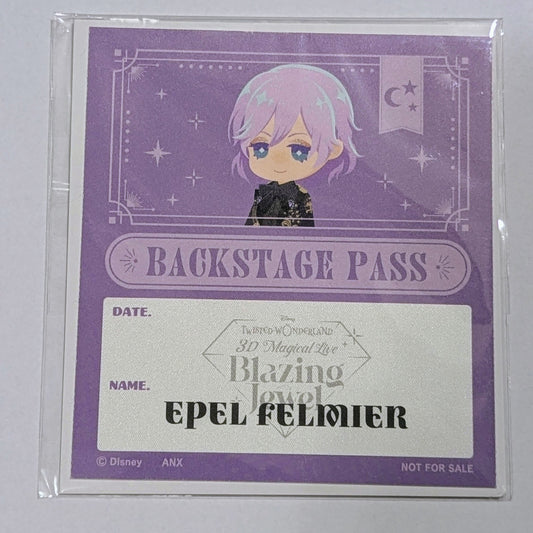 BACKSTAGE PASS
DATE.
Disney
TWISTED-WONDERLAND
3D Magical Live
Blazing
Jewel
NAME.
EPEL FELMIER
© Disney ANX
NOT FOR SALE